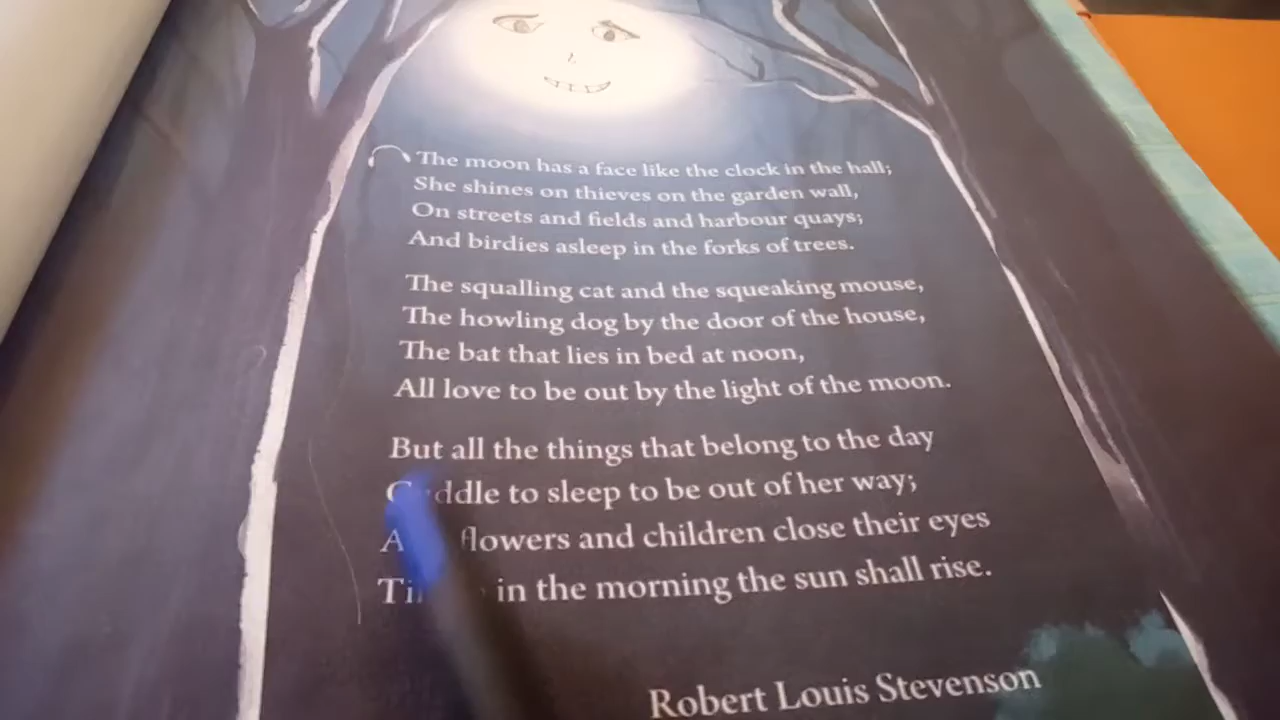 The moon has a face like the clock in the hall;
She shines on thieves on the garden wall,
On streets and fields and harbour quays;
And birdies asleep in the forks of trees.
The squalling cat and the squeaking mouse,
The howling dog by the door of the house,
The bat that lies in bed at noon,
All love to be out by the light of the moon.
But all the things that belong to the day
Cuddle to sleep to be out of her way;
flowers and children close their eyes
in the morning the sun shall rise.
Robert Louis Stevenson